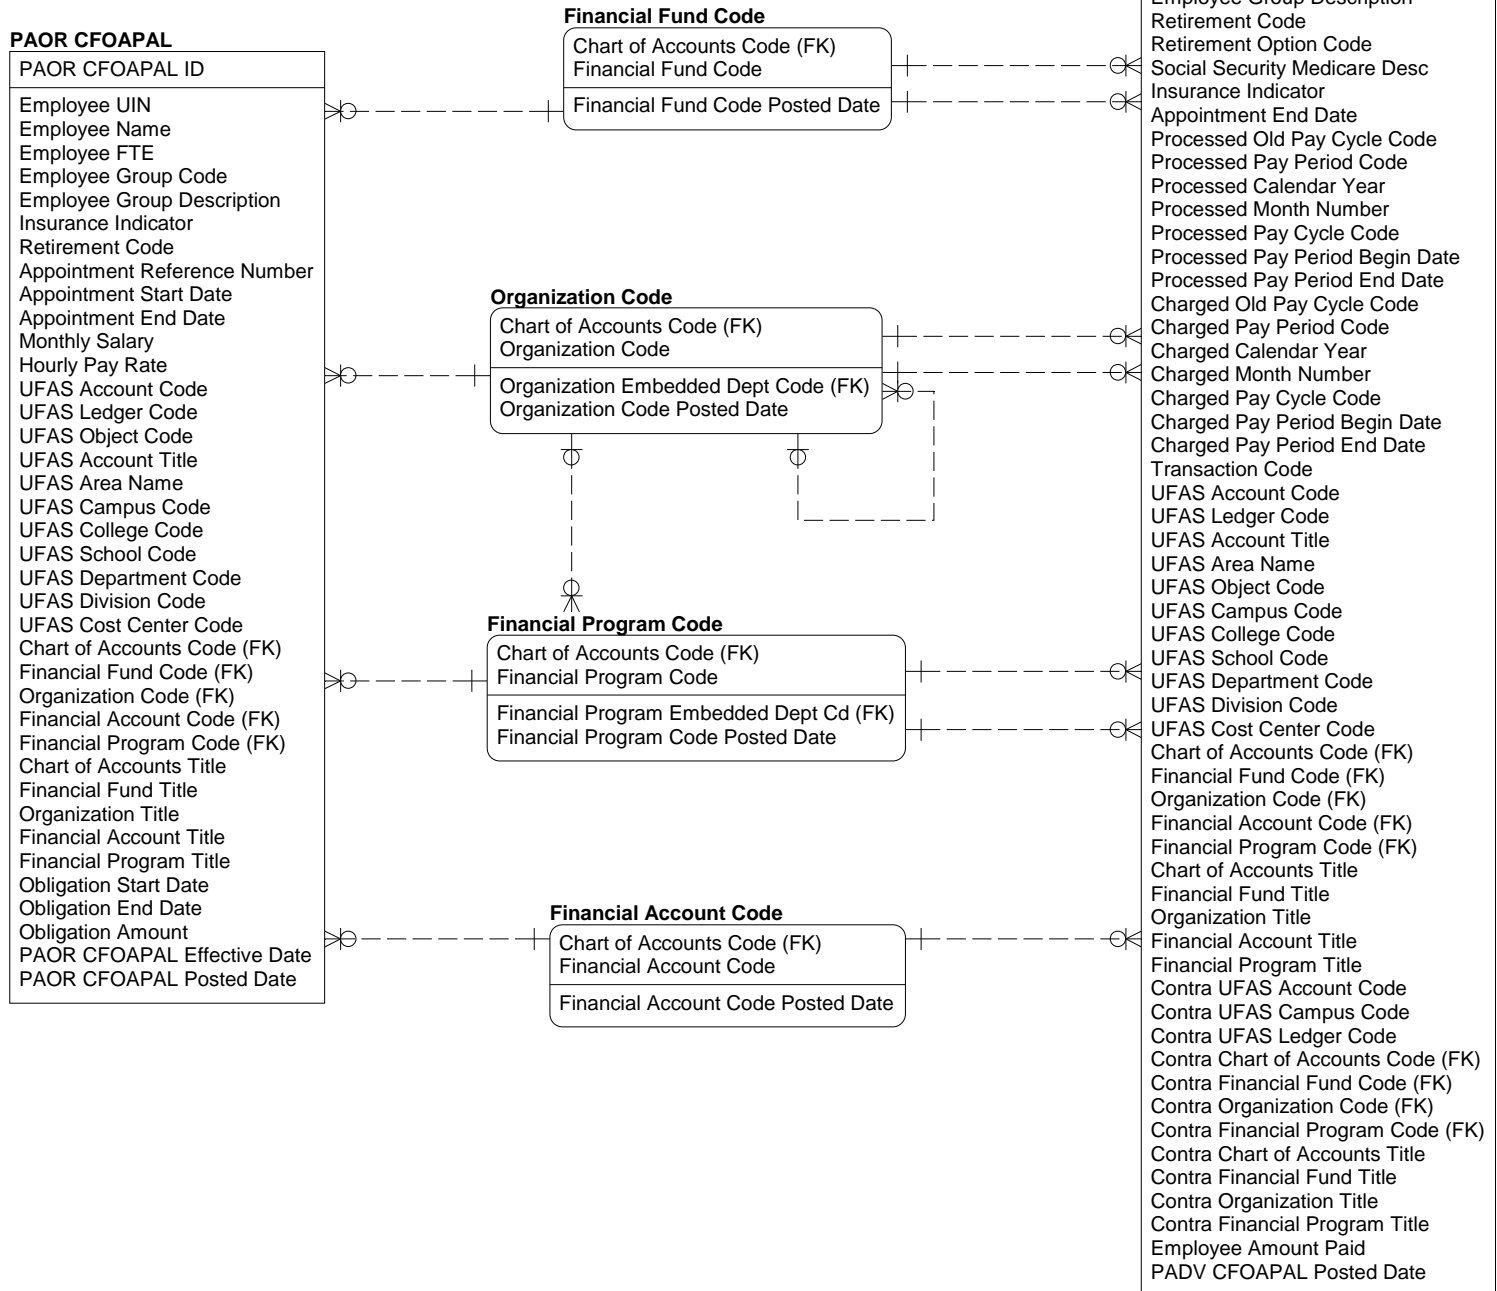 PAOR CFOAPAL
PAOR CFOAPAL ID
Employee UIN
Employee Name
Employee FTE
Employee Group Code
Employee Group Description
Insurance Indicator
Retirement Code
Appointment Reference Number
Appointment Start Date
Appointment End Date
Monthly Salary
Hourly Pay Rate
UFAS Account Code
UFAS Ledger Code
UFAS Object Code
UFAS Account Title
UFAS Area Name
UFAS Campus Code
UFAS College Code
UFAS School Code
UFAS Department Code
UFAS Division Code
UFAS Cost Center Code
Chart of Accounts Code (FK)
Financial Fund Code (FK)
Organization Code (FK)
Financial Account Code (FK)
Financial Program Code (FK)
Chart of Accounts Title
Financial Fund Title
Organization Title
Financial Account Title
Financial Program Title
Obligation Start Date
Obligation End Date
Obligation Amount
PAOR CFOAPAL Effective Date
PAOR CFOAPAL Posted Date
Financial Fund Code
Chart of Accounts Code (FK)
Financial Fund Code
Financial Fund Code Posted Date
Organization Code
Chart of Accounts Code (FK)
Organization Code
Organization Embedded Dept Code (FK)
Organization Code Posted Date
Financial Program Code
Chart of Accounts Code (FK)
Financial Program Code
Financial Program Embedded Dept Cd (FK)
Financial Program Code Posted Date
Financial Account Code
Chart of Accounts Code (FK)
Financial Account Code
Financial Account Code Posted Date
Employee Group Description
Retirement Code
Retirement Option Code
Social Security Medicare Desc
Insurance Indicator
Appointment End Date
Processed Old Pay Cycle Code
Processed Pay Period Code
Processed Calendar Year
Processed Month Number
Processed Pay Cycle Code
Processed Pay Period Begin Date
Processed Pay Period End Date
Charged Old Pay Cycle Code
Charged Pay Period Code
Charged Calendar Year
Charged Month Number
Charged Pay Cycle Code
Charged Pay Period Begin Date
Charged Pay Period End Date
Transaction Code
UFAS Account Code
UFAS Ledger Code
UFAS Account Title
UFAS Area Name
UFAS Object Code
UFAS Campus Code
UFAS College Code
UFAS School Code
UFAS Department Code
UFAS Division Code
UFAS Cost Center Code
Chart of Accounts Code (FK)
Financial Fund Code (FK)
Organization Code (FK)
Financial Account Code (FK)
Financial Program Code (FK)
Chart of Accounts Title
Financial Fund Title
Organization Title
Financial Account Title
Financial Program Title
Contra UFAS Account Code
Contra UFAS Campus Code
Contra UFAS Ledger Code
Contra Chart of Accounts Code (FK)
Contra Financial Fund Code (FK)
Contra Organization Code (FK)
Contra Financial Program Code (FK)
Contra Chart of Accounts Title
Contra Financial Fund Title
Contra Organization Title
Contra Financial Program Title
Employee Amount Paid
PADV CFOAPAL Posted Date